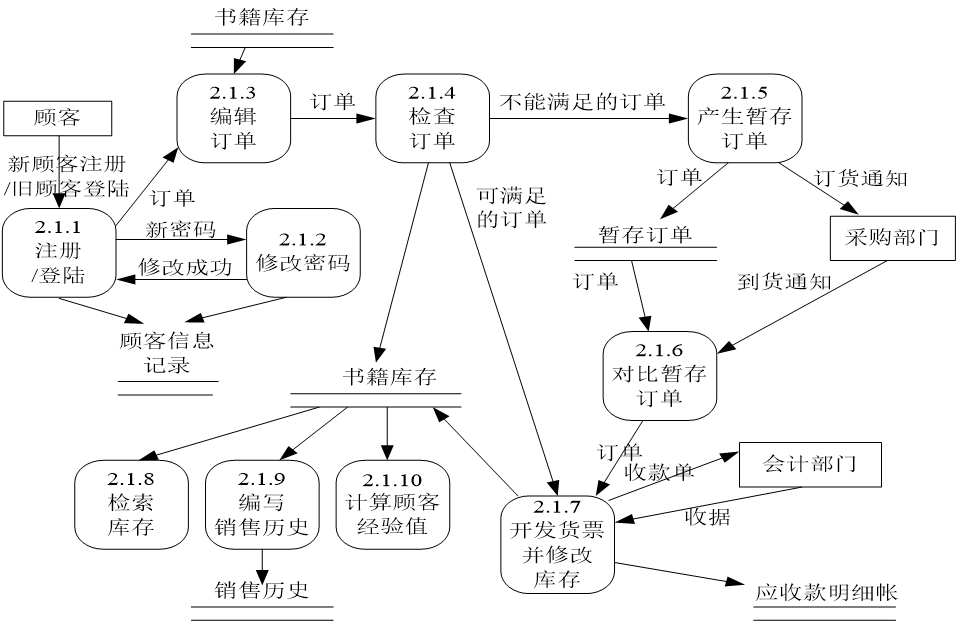 书籍库存
2.1.3
编辑
订单
订单
2.1.4
检查
订单
不能满足的订单
2.1.5
产生暂存
订单
顾客
新顾客注册
/旧顾客登陆
订单
2.1.1
注册
/登陆
新密码
修改成功
2.1.2
修改密码
可满足
的订单
订单
订货通知
暂存订单
采购部门
订单
到货通知
顾客信息
记录
2.1.6
对比暂存
订单
书籍库存
订单
收款单
会计部门
收据
2.1.8
检索
库存
2.1.9
编写
销售历史
2.1.10
计算顾客
经验值
2.1.7
开发货票
并修改
库存
销售历史
应收款明细帐